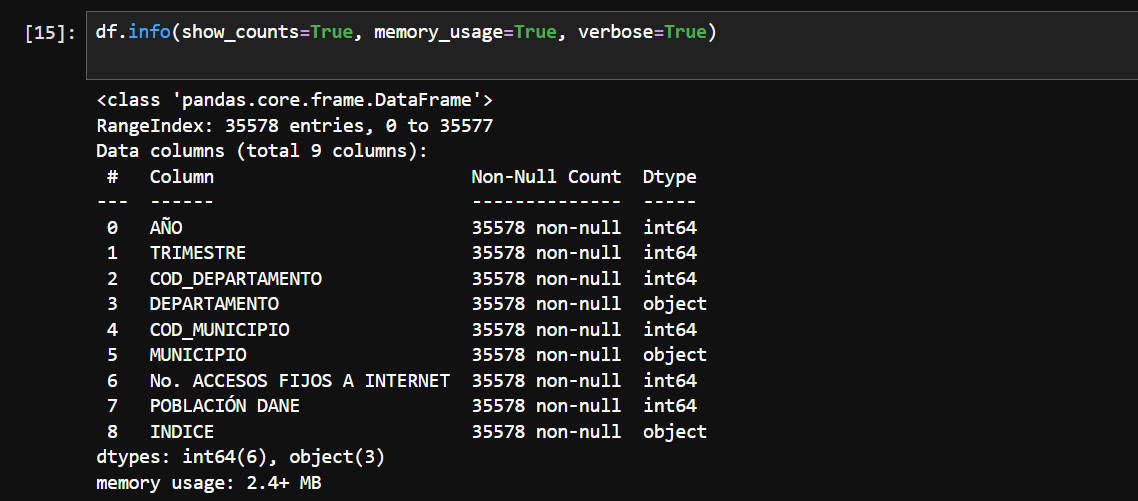 [15]: df.info(show_counts=True, memory_usage=True, verbose=True)
<class 'pandas.core.frame.DataFrame'>
RangeIndex: 35578 entries, 0 to 35577
Data columns (total 9 columns):
 #   Column                        Non-Null Count  Dtype
---  ------                        --------------  -----
 0   AÑO                           35578 non-null  int64
 1   TRIMESTRE                     35578 non-null  int64
 2   COD_DEPARTAMENTO              35578 non-null  int64
 3   DEPARTAMENTO                  35578 non-null  object
 4   COD_MUNICIPIO                 35578 non-null  int64
 5   MUNICIPIO                     35578 non-null  object
 6   No. ACCESOS FIJOS A INTERNET  35578 non-null  int64
 7   POBLACIÓN DANE                35578 non-null  int64
 8   INDICE                        35578 non-null  object
dtypes: int64(6), object(3)
memory usage: 2.4+ MB